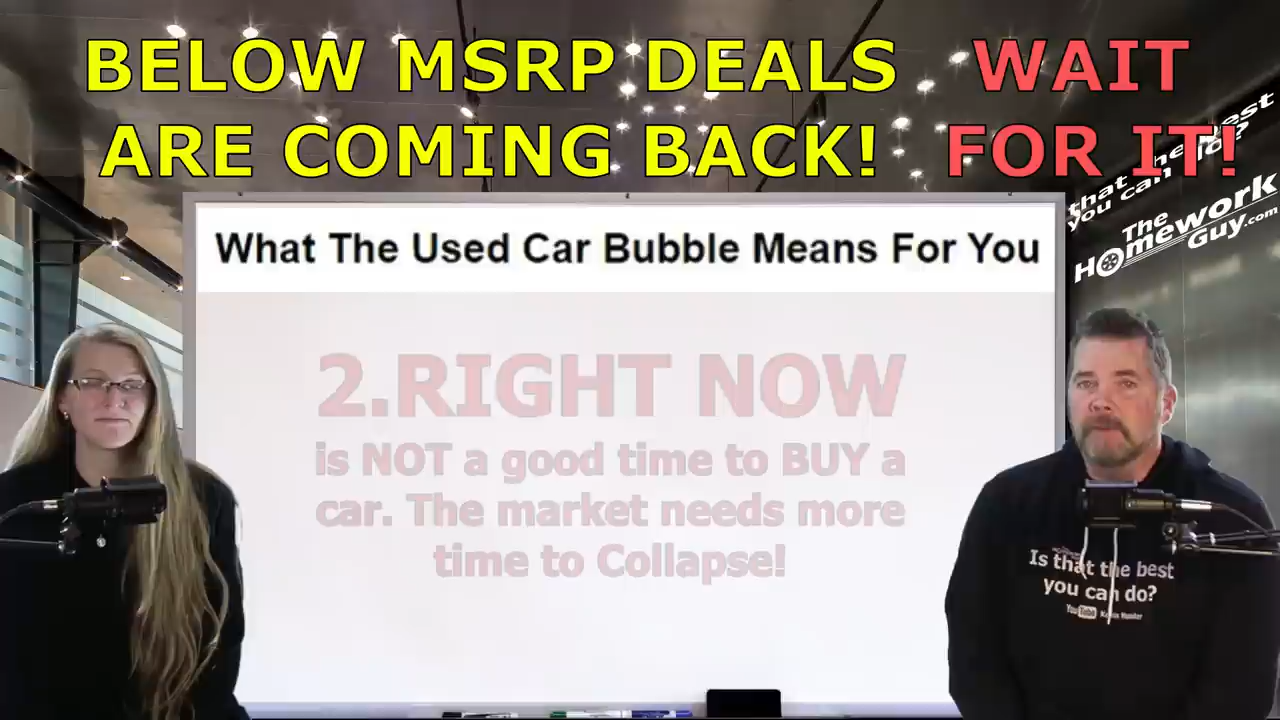 BELOW MSRP DEALS
ARE COMING BACK!
WAIT
FOR IT!
that the best
you can do?
The
Homework
Guy.com
What The Used Car Bubble Means For You
2.RIGHT NOW
is NOT a good time to BUY a
car. The market needs more
time to Collapse!
Is that the best
you can do?
YouTube